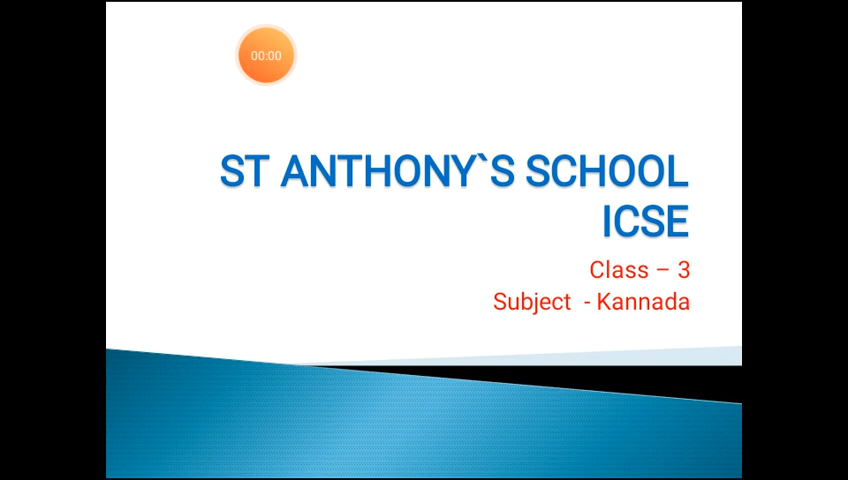 00:00
ST ANTHONY`S SCHOOL
ICSE
Class – 3
Subject - Kannada